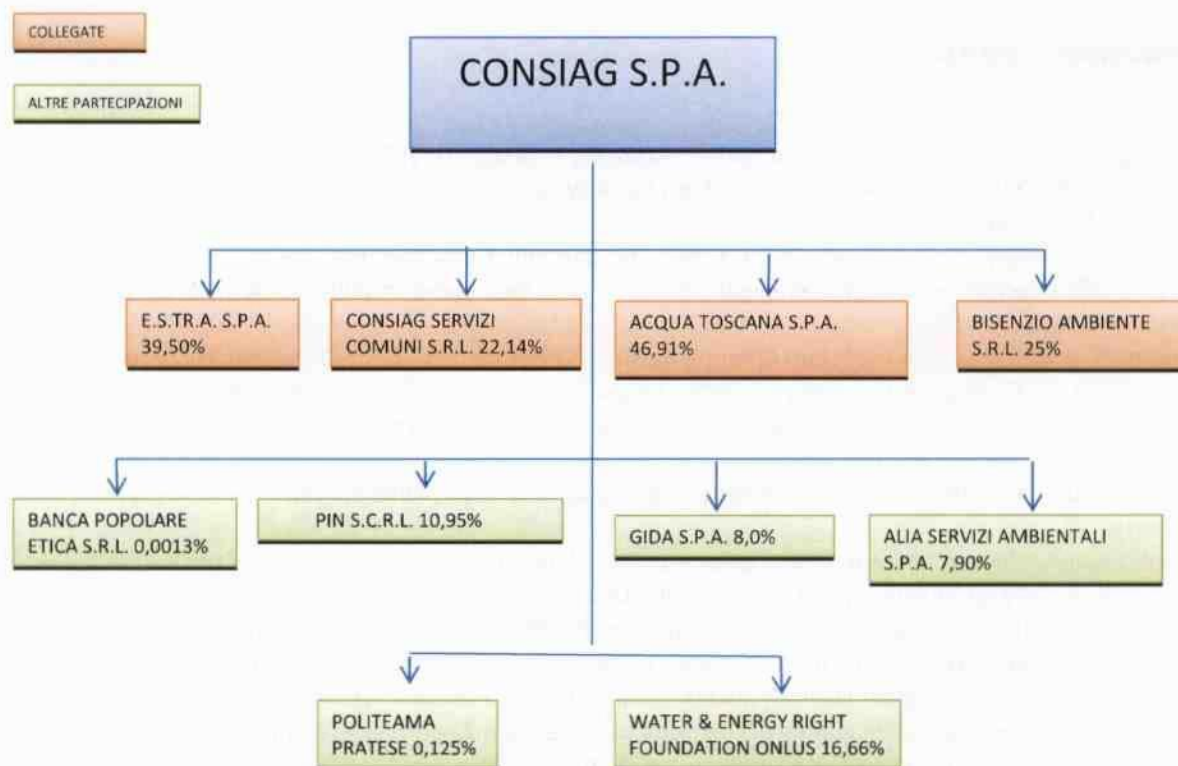 COLLEGATE
ALTRE PARTECIPAZIONI
CONSIAG S.P.A.
E.S.TR.A. S.P.A.
39,50%
CONSIAG SERVIZI
COMUNI S.R.L. 22,14%
ACQUA TOSCANA S.P.A.
46,91%
BISENZIO AMBIENTE
S.R.L. 25%
BANCA POPOLARE
ETICA S.R.L. 0,0013%
PIN S.C.R.L. 10,95%
GIDA S.P.A. 8,0%
ALIA SERVIZI AMBIENTALI
S.P.A. 7,90%
POLITEAMA
PRATESE 0,125%
WATER & ENERGY RIGHT
FOUNDATION ONLUS 16,66%